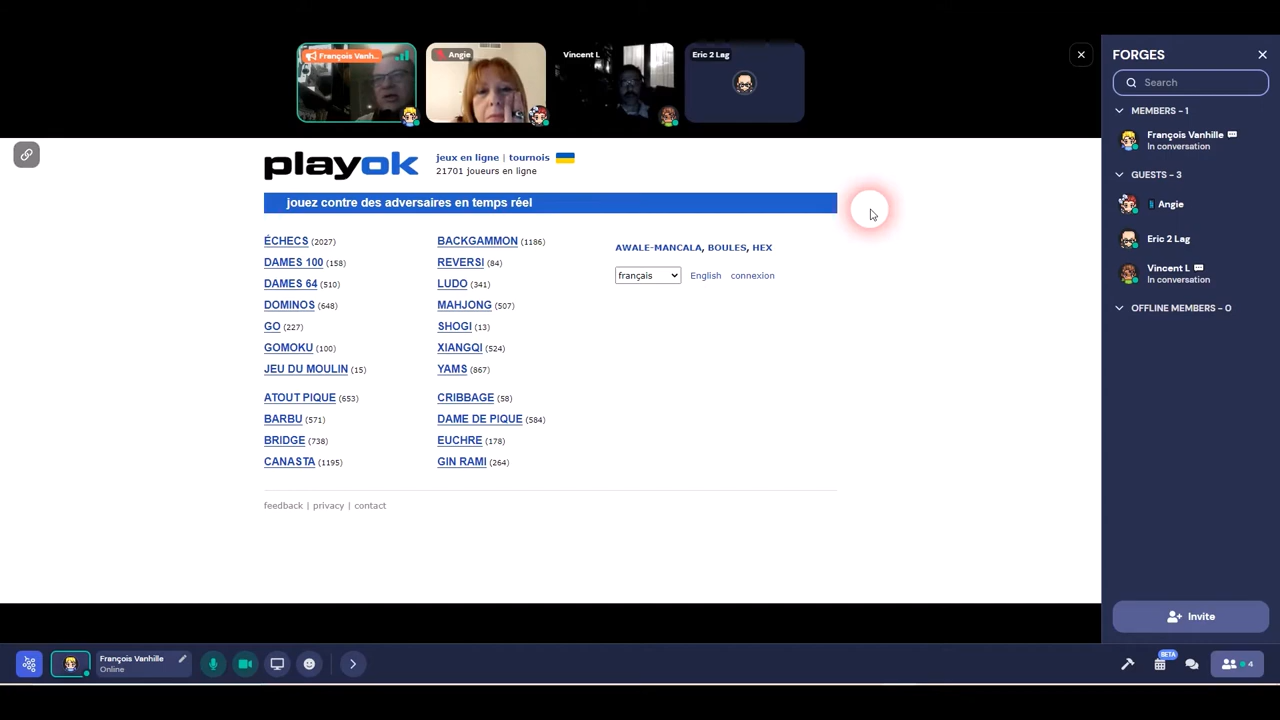 François Vanh..
Angie
Vincent L
Eric 2 Lag
playok
jeux en ligne | tournois
21701 joueurs en ligne
jouez contre des adversaires en temps réel
ÉCHECS (2027)
DAMES 100 (158)
DAMES 64 (510)
DOMINOS (648)
GO (227)
GOMOKU (100)
JEU DU MOULIN (15)
ATOUT PIQUE (653)
BARBU (571)
BRIDGE (738)
CANASTA (1195)
BACKGAMMON (1186)
REVERSI (84)
LUDO (341)
MAHJONG (507)
SHOGI (13)
XIANGQI (524)
YAMS (867)
CRIBBAGE (58)
DAME DE PIQUE (584)
EUCHRE (178)
GIN RAMI (264)
AWALE-MANCALA, BOULES, HEX
français English connexion
feedback | privacy | contact
FORGES
Search
MEMBERS - 1
François Vanhille
In conversation
GUESTS - 3
Angie
Eric 2 Lag
Vincent L
In conversation
OFFLINE MEMBERS - 0
Invite
François Vanhille
Online
BETA
4